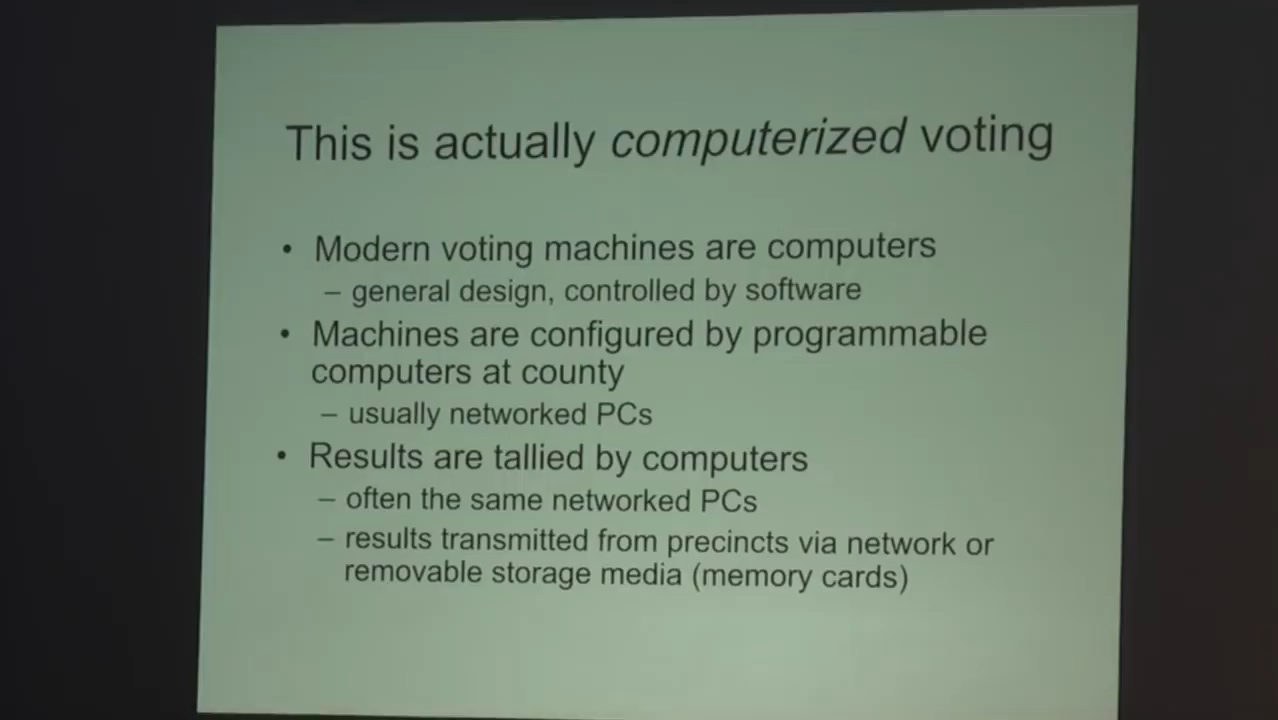 This is actually computerized voting
• Modern voting machines are computers
– general design, controlled by software
• Machines are configured by programmable
computers at county
– usually networked PCs
• Results are tallied by computers
– often the same networked PCs
– results transmitted from precincts via network or
removable storage media (memory cards)